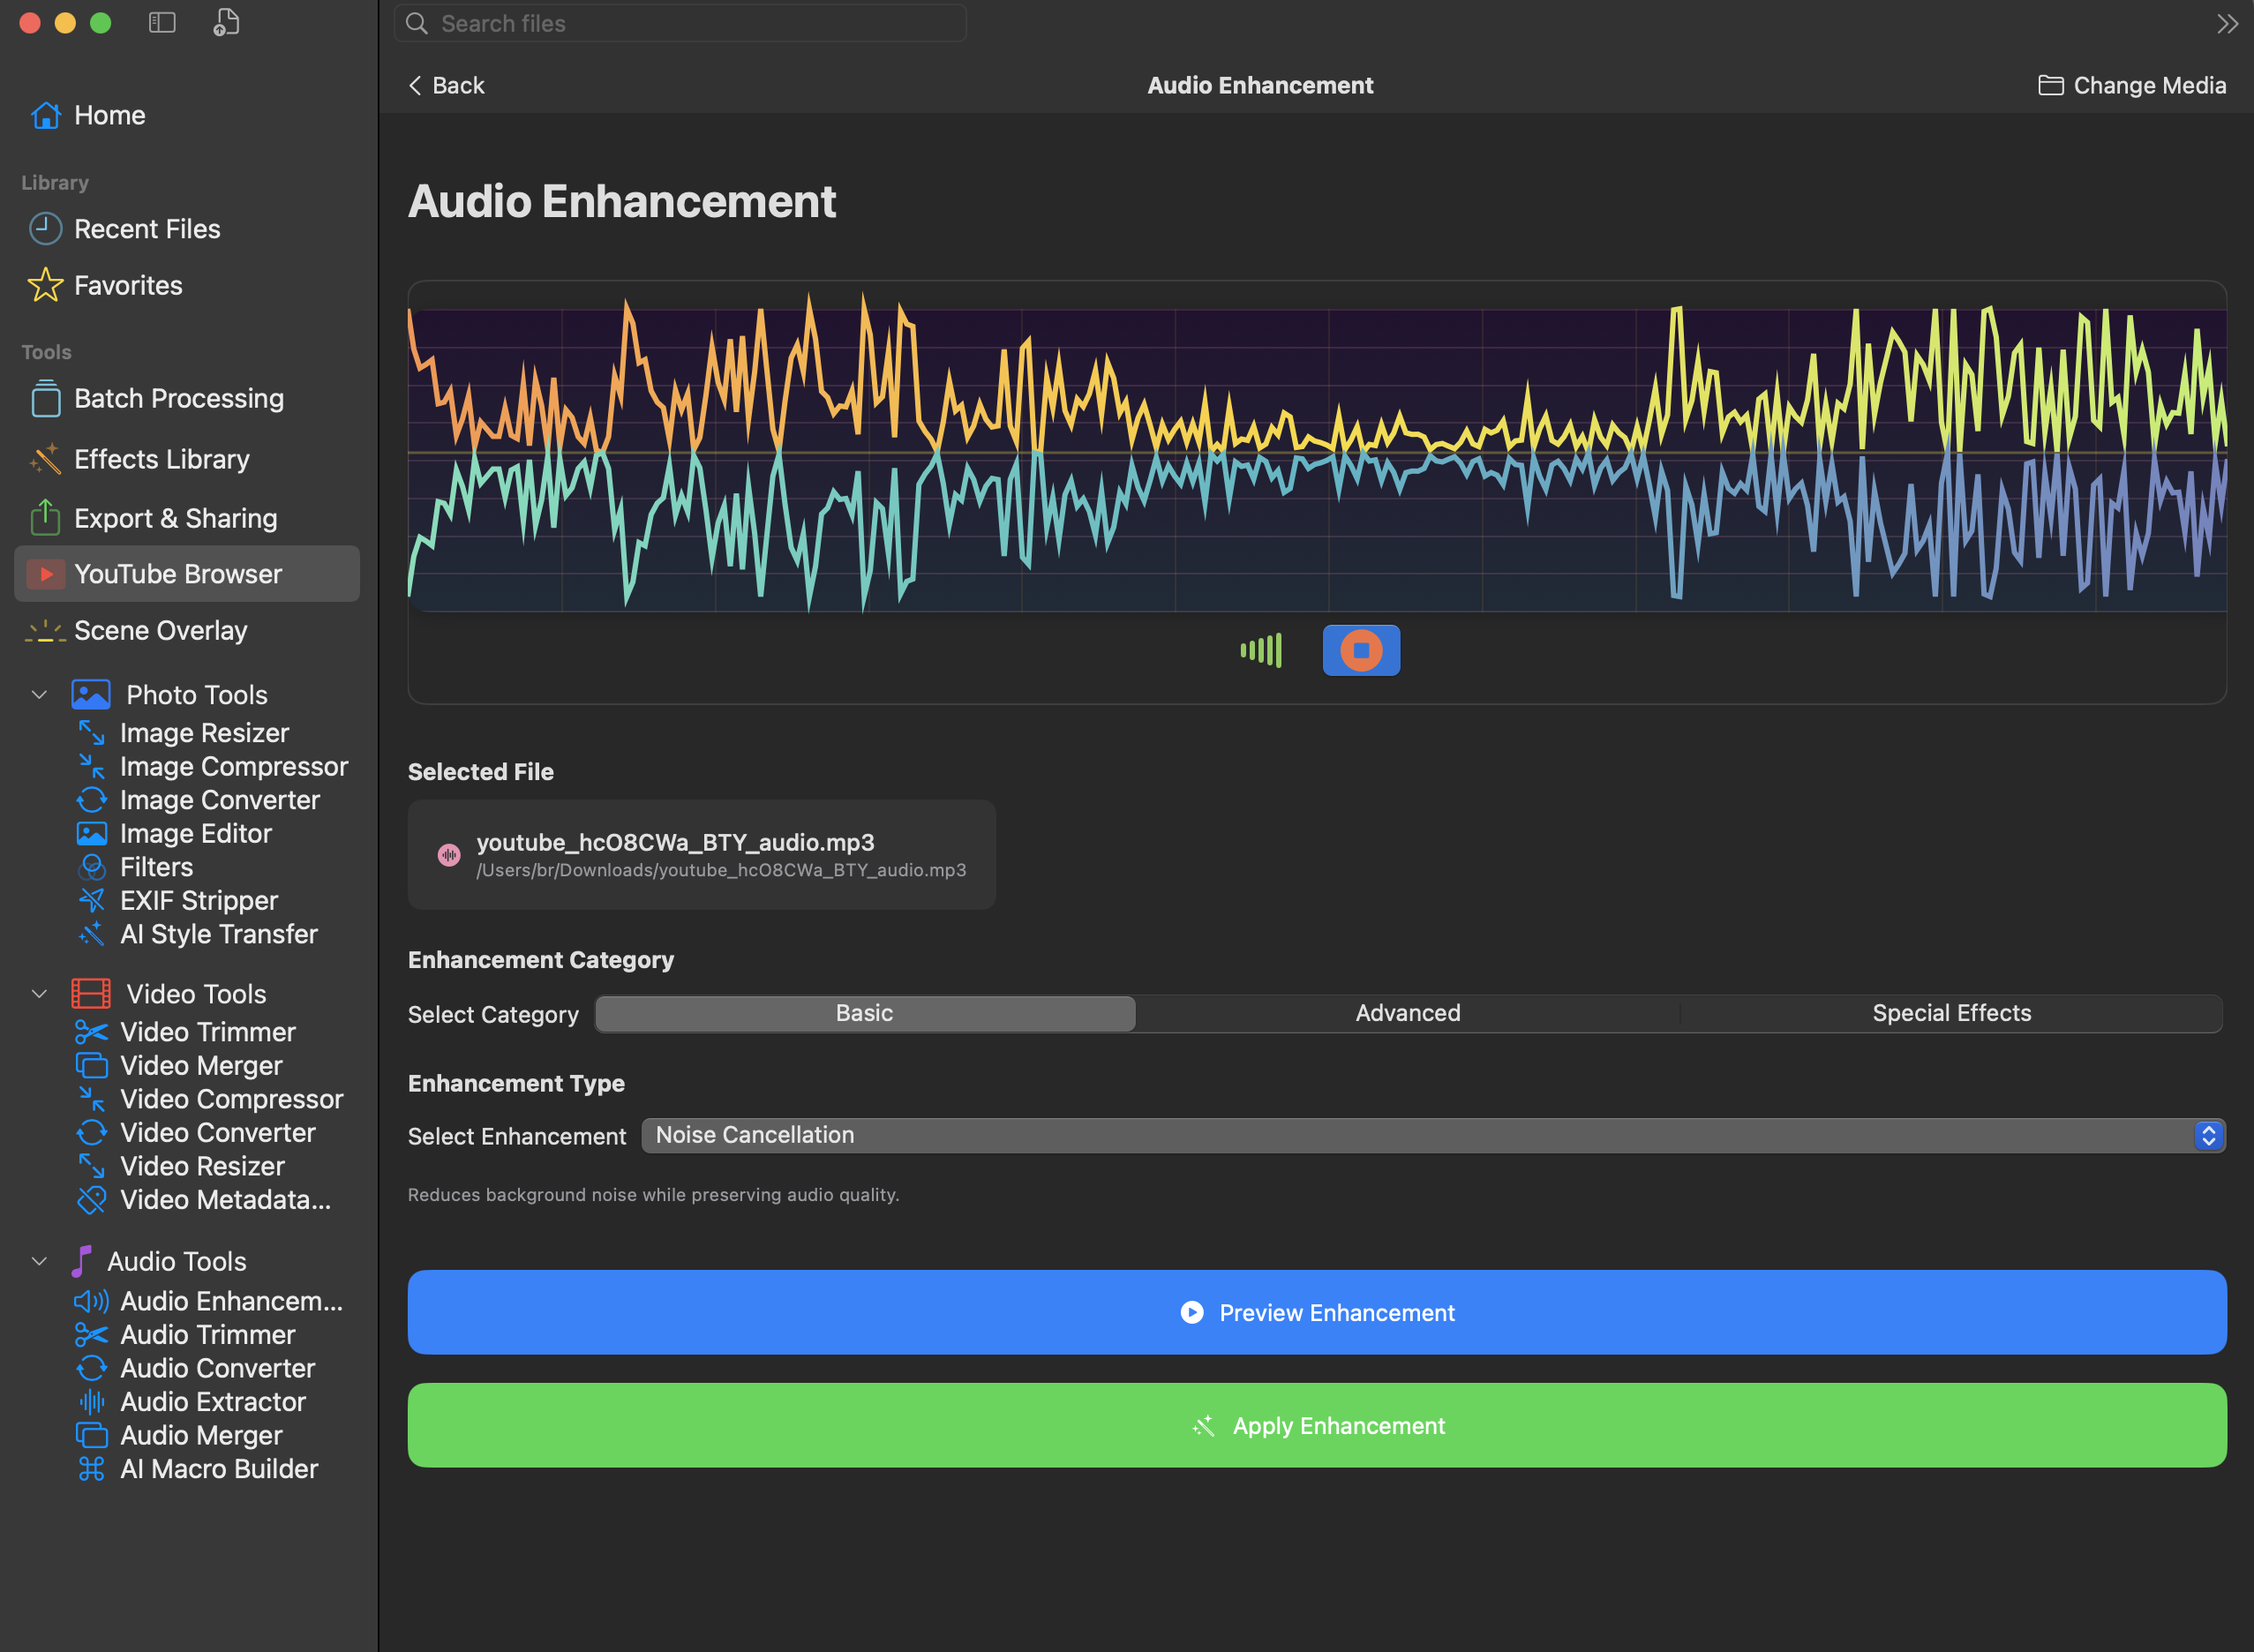 Search files
Back
Audio Enhancement
Change Media
Home
Library
Recent Files
Favorites
Tools
Batch Processing
Effects Library
Export & Sharing
YouTube Browser
Scene Overlay
Photo Tools
Image Resizer
Image Compressor
Image Converter
Image Editor
Filters
EXIF Stripper
AI Style Transfer
Video Tools
Video Trimmer
Video Merger
Video Compressor
Video Converter
Video Resizer
Video Metadata...
Audio Tools
Audio Enhancem...
Audio Trimmer
Audio Converter
Audio Extractor
Audio Merger
AI Macro Builder
Audio Enhancement
Selected File
youtube_hcO8CWa_BTY_audio.mp3
/Users/br/Downloads/youtube_hcO8CWa_BTY_audio.mp3
Enhancement Category
Select Category Basic Advanced Special Effects
Enhancement Type
Select Enhancement Noise Cancellation
Reduces background noise while preserving audio quality.
Preview Enhancement
Apply Enhancement